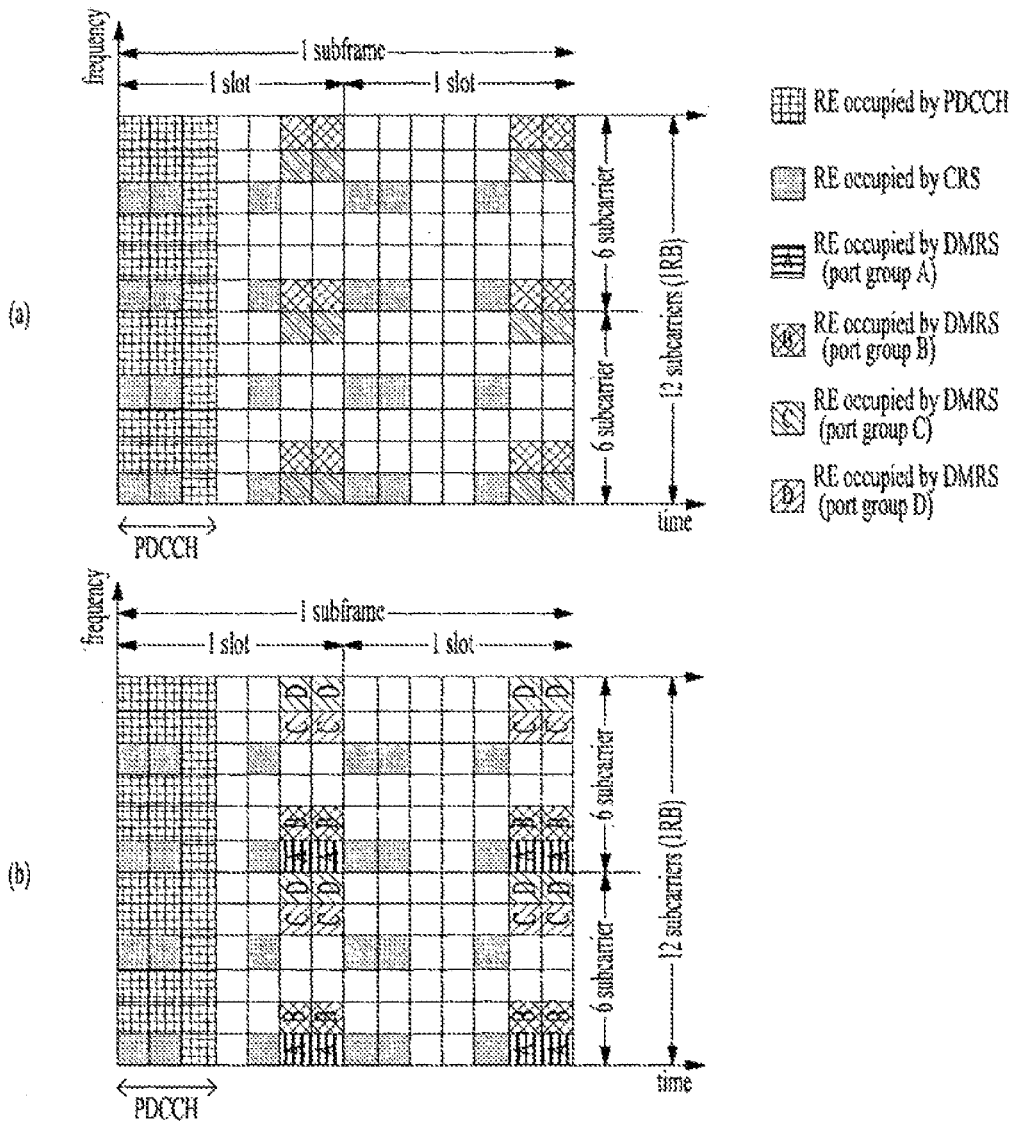 frequency
1 subframe
1 slot
1 slot
(a)
6 subcarrier
6 subcarrier
12 subcarriers (1RB)
time
PDCCH
RE occupied by PDCCH
RE occupied by CRS
A
RE occupied by DMRS
(port group A)
B
RE occupied by DMRS
(port group B)
C
RE occupied by DMRS
(port group C)
D
RE occupied by DMRS
(port group D)
frequency
1 subframe
1 slot
1 slot
(b)
D D D D
C C C C
B B B B
A A A A
D D D D
C C C C
B B B B
A A A A
6 subcarrier
6 subcarrier
12 subcarriers (1RB)
time
PDCCH